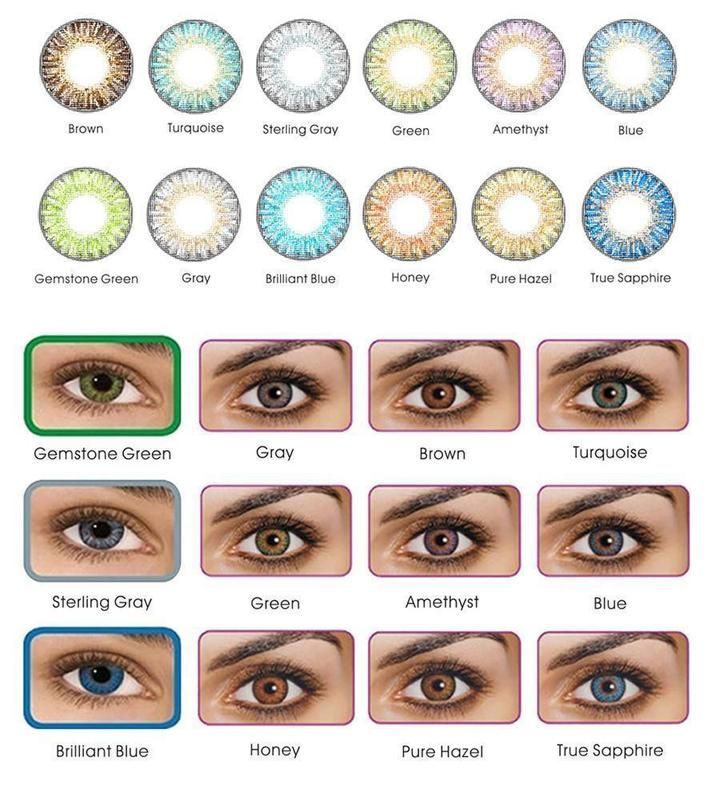 Brown Turquoise Sterling Gray Green Amethyst Blue
Gemstone Green Gray Brilliant Blue Honey Pure Hazel True Sapphire
Gemstone Green Gray Brown Turquoise
Sterling Gray Green Amethyst Blue
Brilliant Blue Honey Pure Hazel True Sapphire